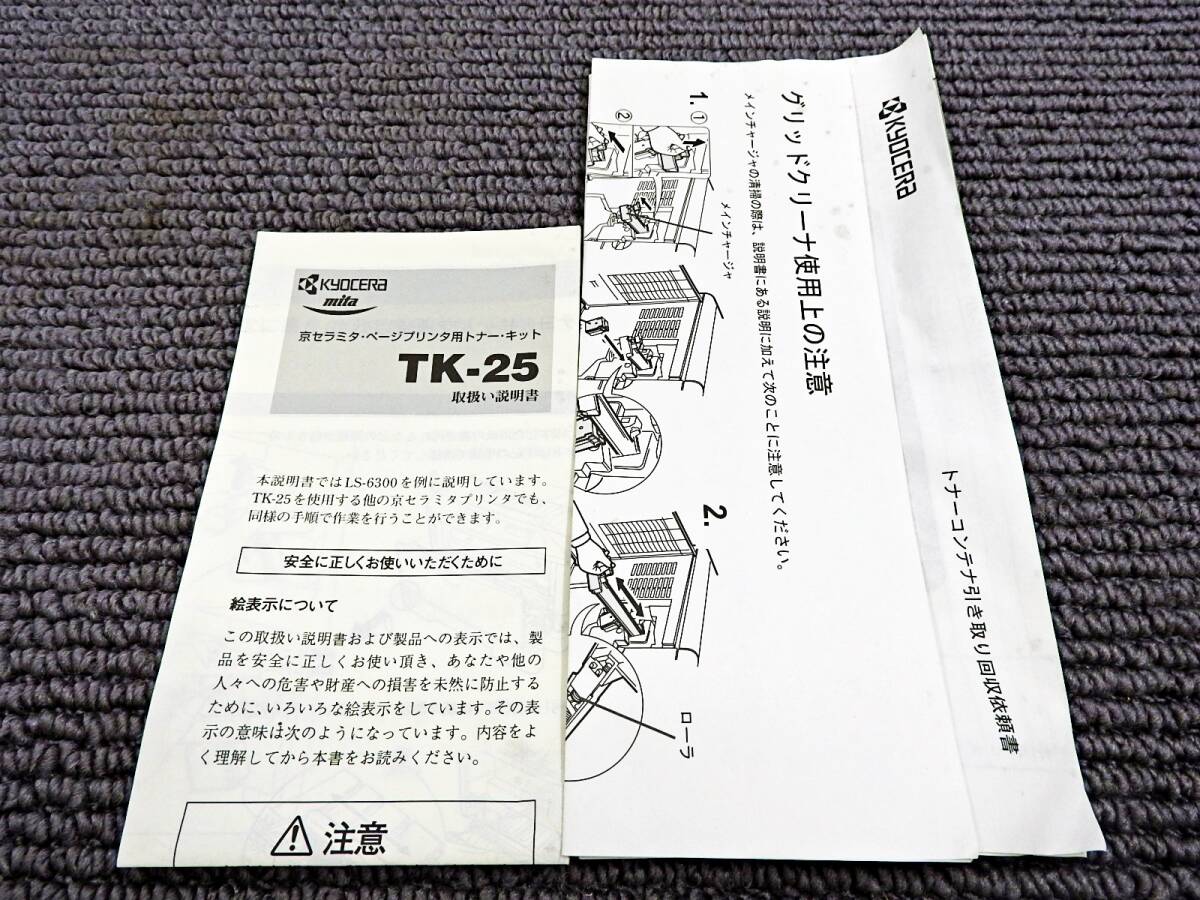 KYOCERA
mita
京セラミタ・ページプリンタ用トナー・キット
TK-25
取扱い説明書
本説明書ではLS-6300を例に説明しています。
TK-25を使用する他の京セラミタプリンタでも、
同様の手順で作業を行うことができます。
安全に正しくお使いいただくために
絵表示について
この取扱い説明書および製品への表示では、製
品を安全に正しくお使い頂き、あなたや他の
人々への危害や財産への損害を未然に防止する
ために、いろいろな絵表示をしています。その表
示の意味は次のようになっています。内容をよ
く理解してから本書をお読みください。
注意
グリッドクリーナ使用上の注意
メインチャージャの清掃の際は、説明書にある説明に加えて次のことに注意してください。
1.
①
②
メインチャージャ
2.
ローラ
KYOCERA
トナーコンテナ引き取り回収依頼書